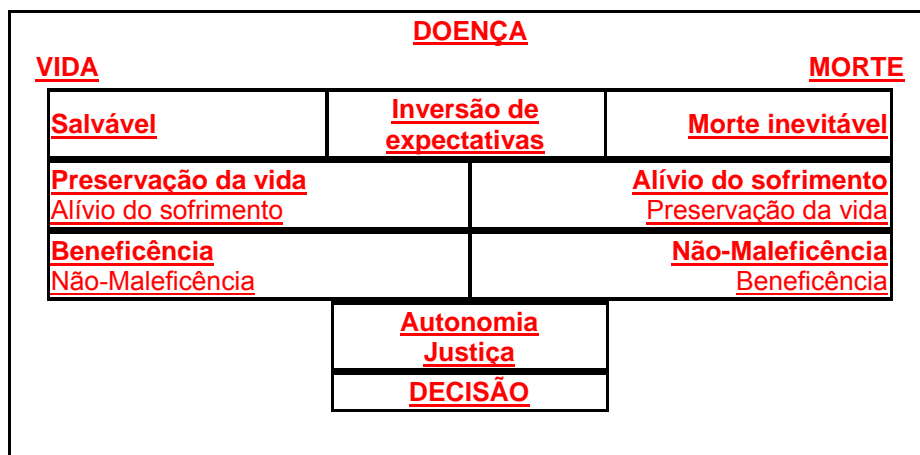 DOENÇA
VIDA MORTE
Salvável Inversão de expectativas Morte inevitável
Preservação da vida Alívio do sofrimento
Alívio do sofrimento Preservação da vida
Beneficência Não-Maleficência
Não-Maleficência Beneficência
Autonomia
Justiça
DECISÃO